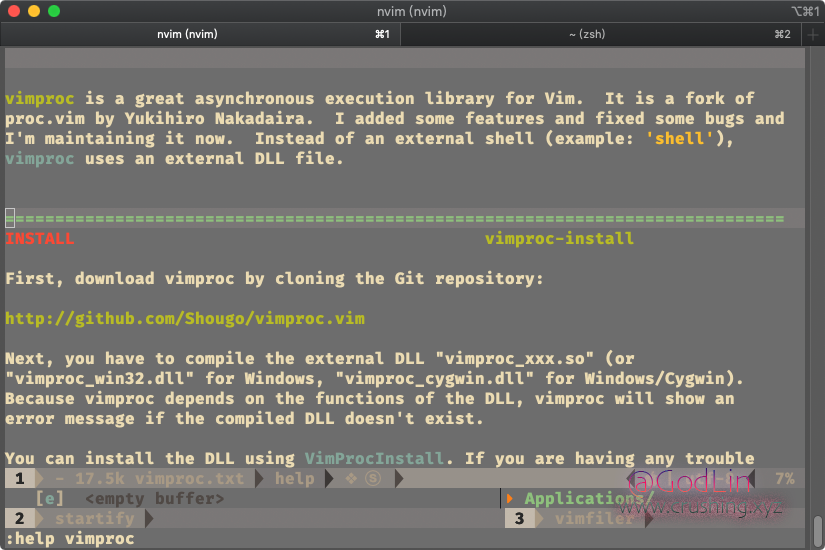 nvim (nvim) ⌥⌘1
nvim (nvim) ⌘1 ~ (zsh) ⌘2 +
vimproc is a great asynchronous execution library for Vim.  It is a fork of
proc.vim by Yukihiro Nakadaira.  I added some features and fixed some bugs and
I'm maintaining it now.  Instead of an external shell (example: 'shell'),
vimproc uses an external DLL file.
==============================================================================
INSTALL vimproc-install
First, download vimproc by cloning the Git repository:
http://github.com/Shougo/vimproc.vim
Next, you have to compile the external DLL "vimproc_xxx.so" (or
"vimproc_win32.dll" for Windows, "vimproc_cygwin.dll" for Windows/Cygwin).
Because vimproc depends on the functions of the DLL, vimproc will show an
error message if the compiled DLL doesn't exist.
You can install the DLL using VimProcInstall. If you are having any trouble
1 - 17.5k vimproc.txt help ❖ ⓢ 7%
@GodLin
[e] <empty buffer> Applications/
www.crushing.xyz
2 startify 3 vimfiler
:help vimproc